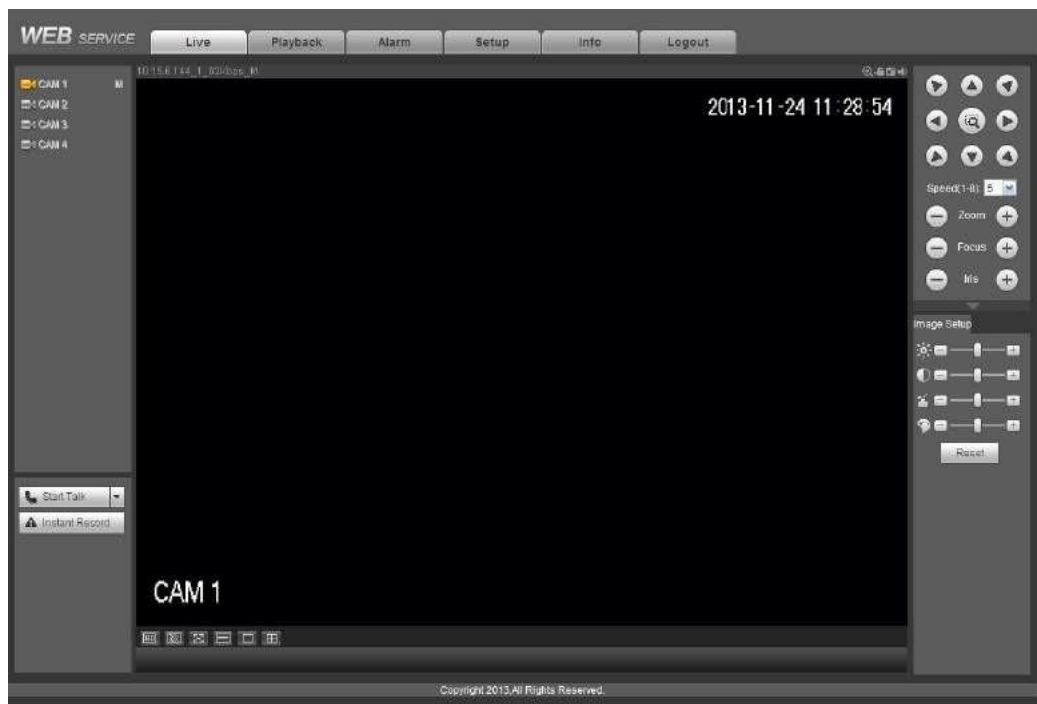 WEB SERVICE
Live
Playback
Alarm
Setup
Info
Logout
CAM 1 M
CAM 2
CAM 3
CAM 4
2013-11-24 11:28:54
Speed(1-8): 5
Zoom
Focus
Iris
Image Setup
Reset
Start Talk
Instant Record
CAM 1
Copyright 2013,All Rights Reserved.